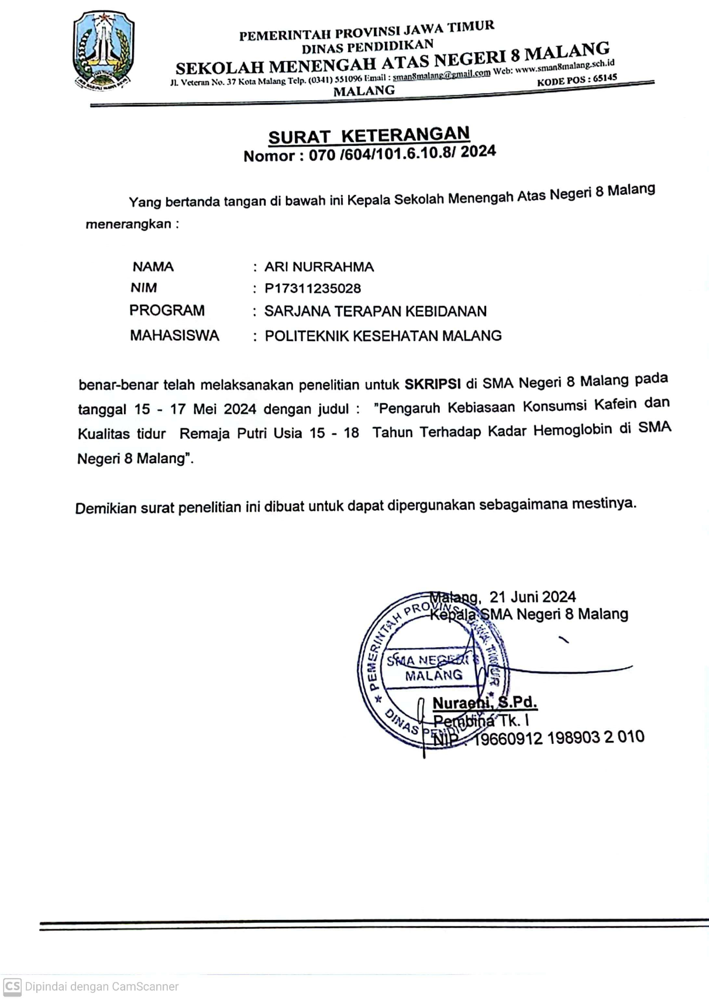 PEMERINTAH PROVINSI JAWA TIMUR
DINAS PENDIDIKAN
SEKOLAH MENENGAH ATAS NEGERI 8 MALANG
Jl. Veteran No. 37 Kota Malang Telp. (0341) 551096 Email : sman8malang@gmail.com Web: www.sman8malang.sch.id
MALANG KODE POS : 65145
SURAT KETERANGAN
Nomor : 070 /604/101.6.10.8/ 2024
Yang bertanda tangan di bawah ini Kepala Sekolah Menengah Atas Negeri 8 Malang
menerangkan :
NAMA : ARI NURRAHMA
NIM : P17311235028
PROGRAM : SARJANA TERAPAN KEBIDANAN
MAHASISWA : POLITEKNIK KESEHATAN MALANG
benar-benar telah melaksanakan penelitian untuk SKRIPSI di SMA Negeri 8 Malang pada
tanggal 15 - 17 Mei 2024 dengan judul : "Pengaruh Kebiasaan Konsumsi Kafein dan
Kualitas tidur Remaja Putri Usia 15 - 18 Tahun Terhadap Kadar Hemoglobin di SMA
Negeri 8 Malang".
Demikian surat penelitian ini dibuat untuk dapat dipergunakan sebagaimana mestinya.
Malang, 21 Juni 2024
Kepala SMA Negeri 8 Malang
PEMERINTAH PROVINSI JAWA TIMUR
SMA NEGERI 8
MALANG
DINAS PENDIDIKAN
Nuraeni, S.Pd.
Pembina Tk. I
NIP : 19660912 198903 2 010
CS Dipindai dengan CamScanner